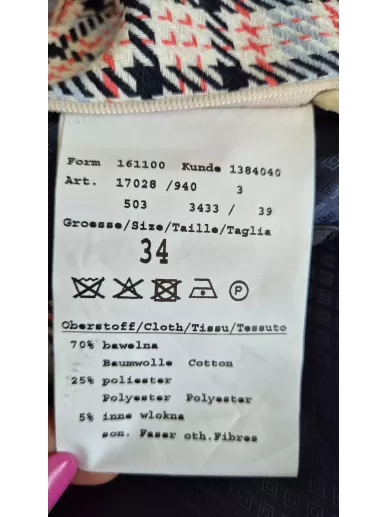 Form 161100 Kunde 1384040
Art. 17028 /940 3
503 3433 / 39
Groesse/Size/Taille/Taglia
34
P
Oberstoff/Cloth/Tissu/Tessuto
70% bawelna
Baumwolle Cotton
25% poliester
Polyester Polyester
5% inne wlokna
son. Faser oth.Fibres